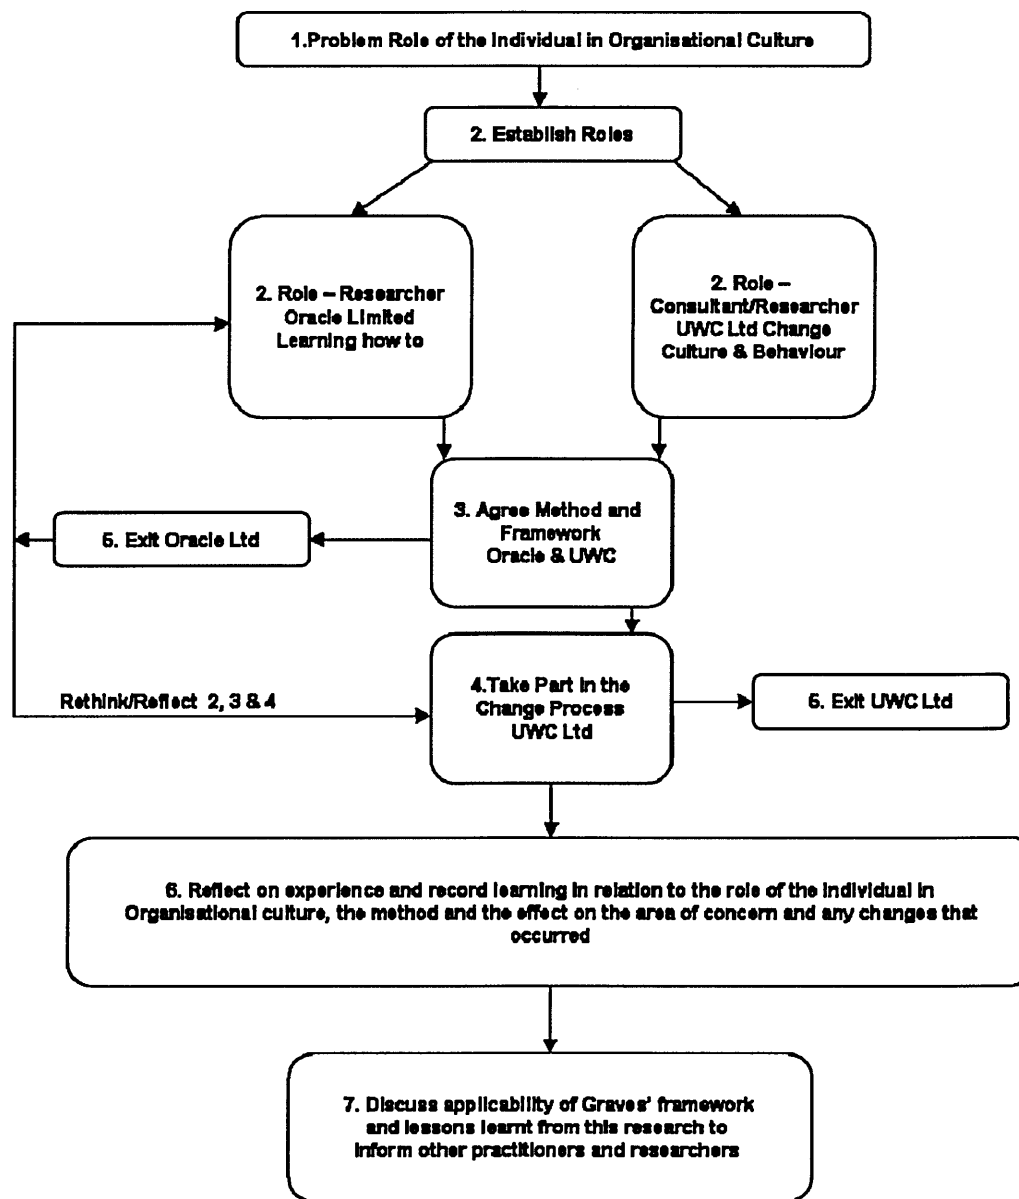 1.Problem Role of the Individual in Organisational Culture
2. Establish Roles
2. Role – Researcher
Oracle Limited
Learning how to
2. Role –
Consultant/Researcher
UWC Ltd Change
Culture & Behaviour
3. Agree Method and
Framework
Oracle & UWC
5. Exit Oracle Ltd
Rethink/Reflect 2, 3 & 4
4.Take Part in the
Change Process
UWC Ltd
5. Exit UWC Ltd
6. Reflect on experience and record learning in relation to the role of the individual in
Organisational culture, the method and the effect on the area of concern and any changes that
occurred
7. Discuss applicability of Graves' framework
and lessons learnt from this research to
inform other practitioners and researchers